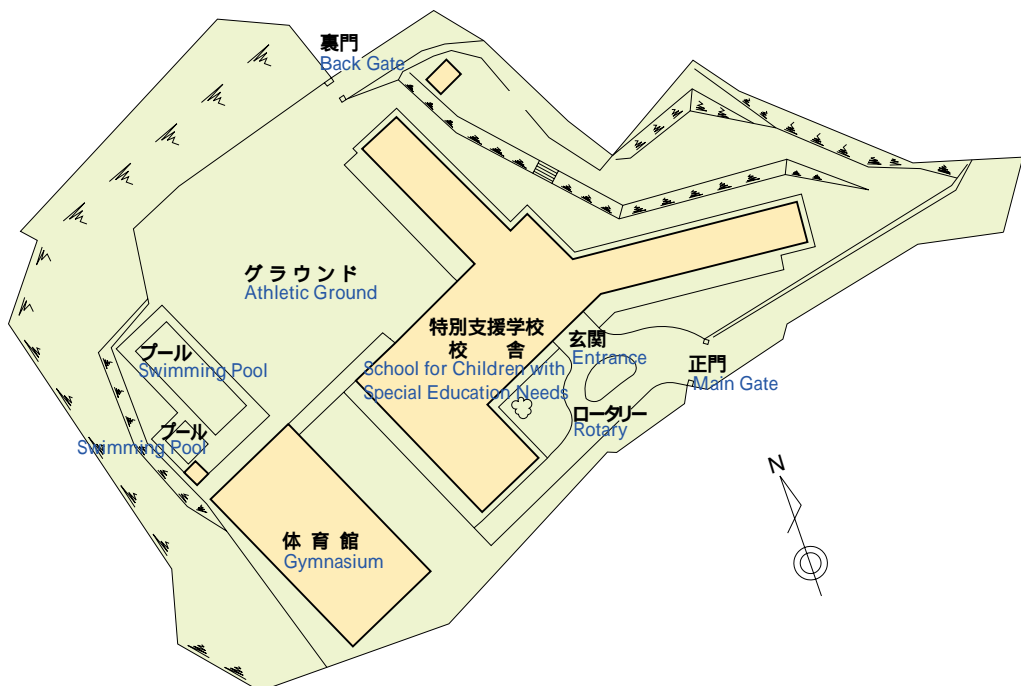 裏門
Back Gate
グラウンド
Athletic Ground
特別支援学校
校舎
School for Children with
Special Education Needs
玄関
Entrance
正門
Main Gate
プール
Swimming Pool
ロータリー
Rotary
プール
Swimming Pool
N
体育館
Gymnasium